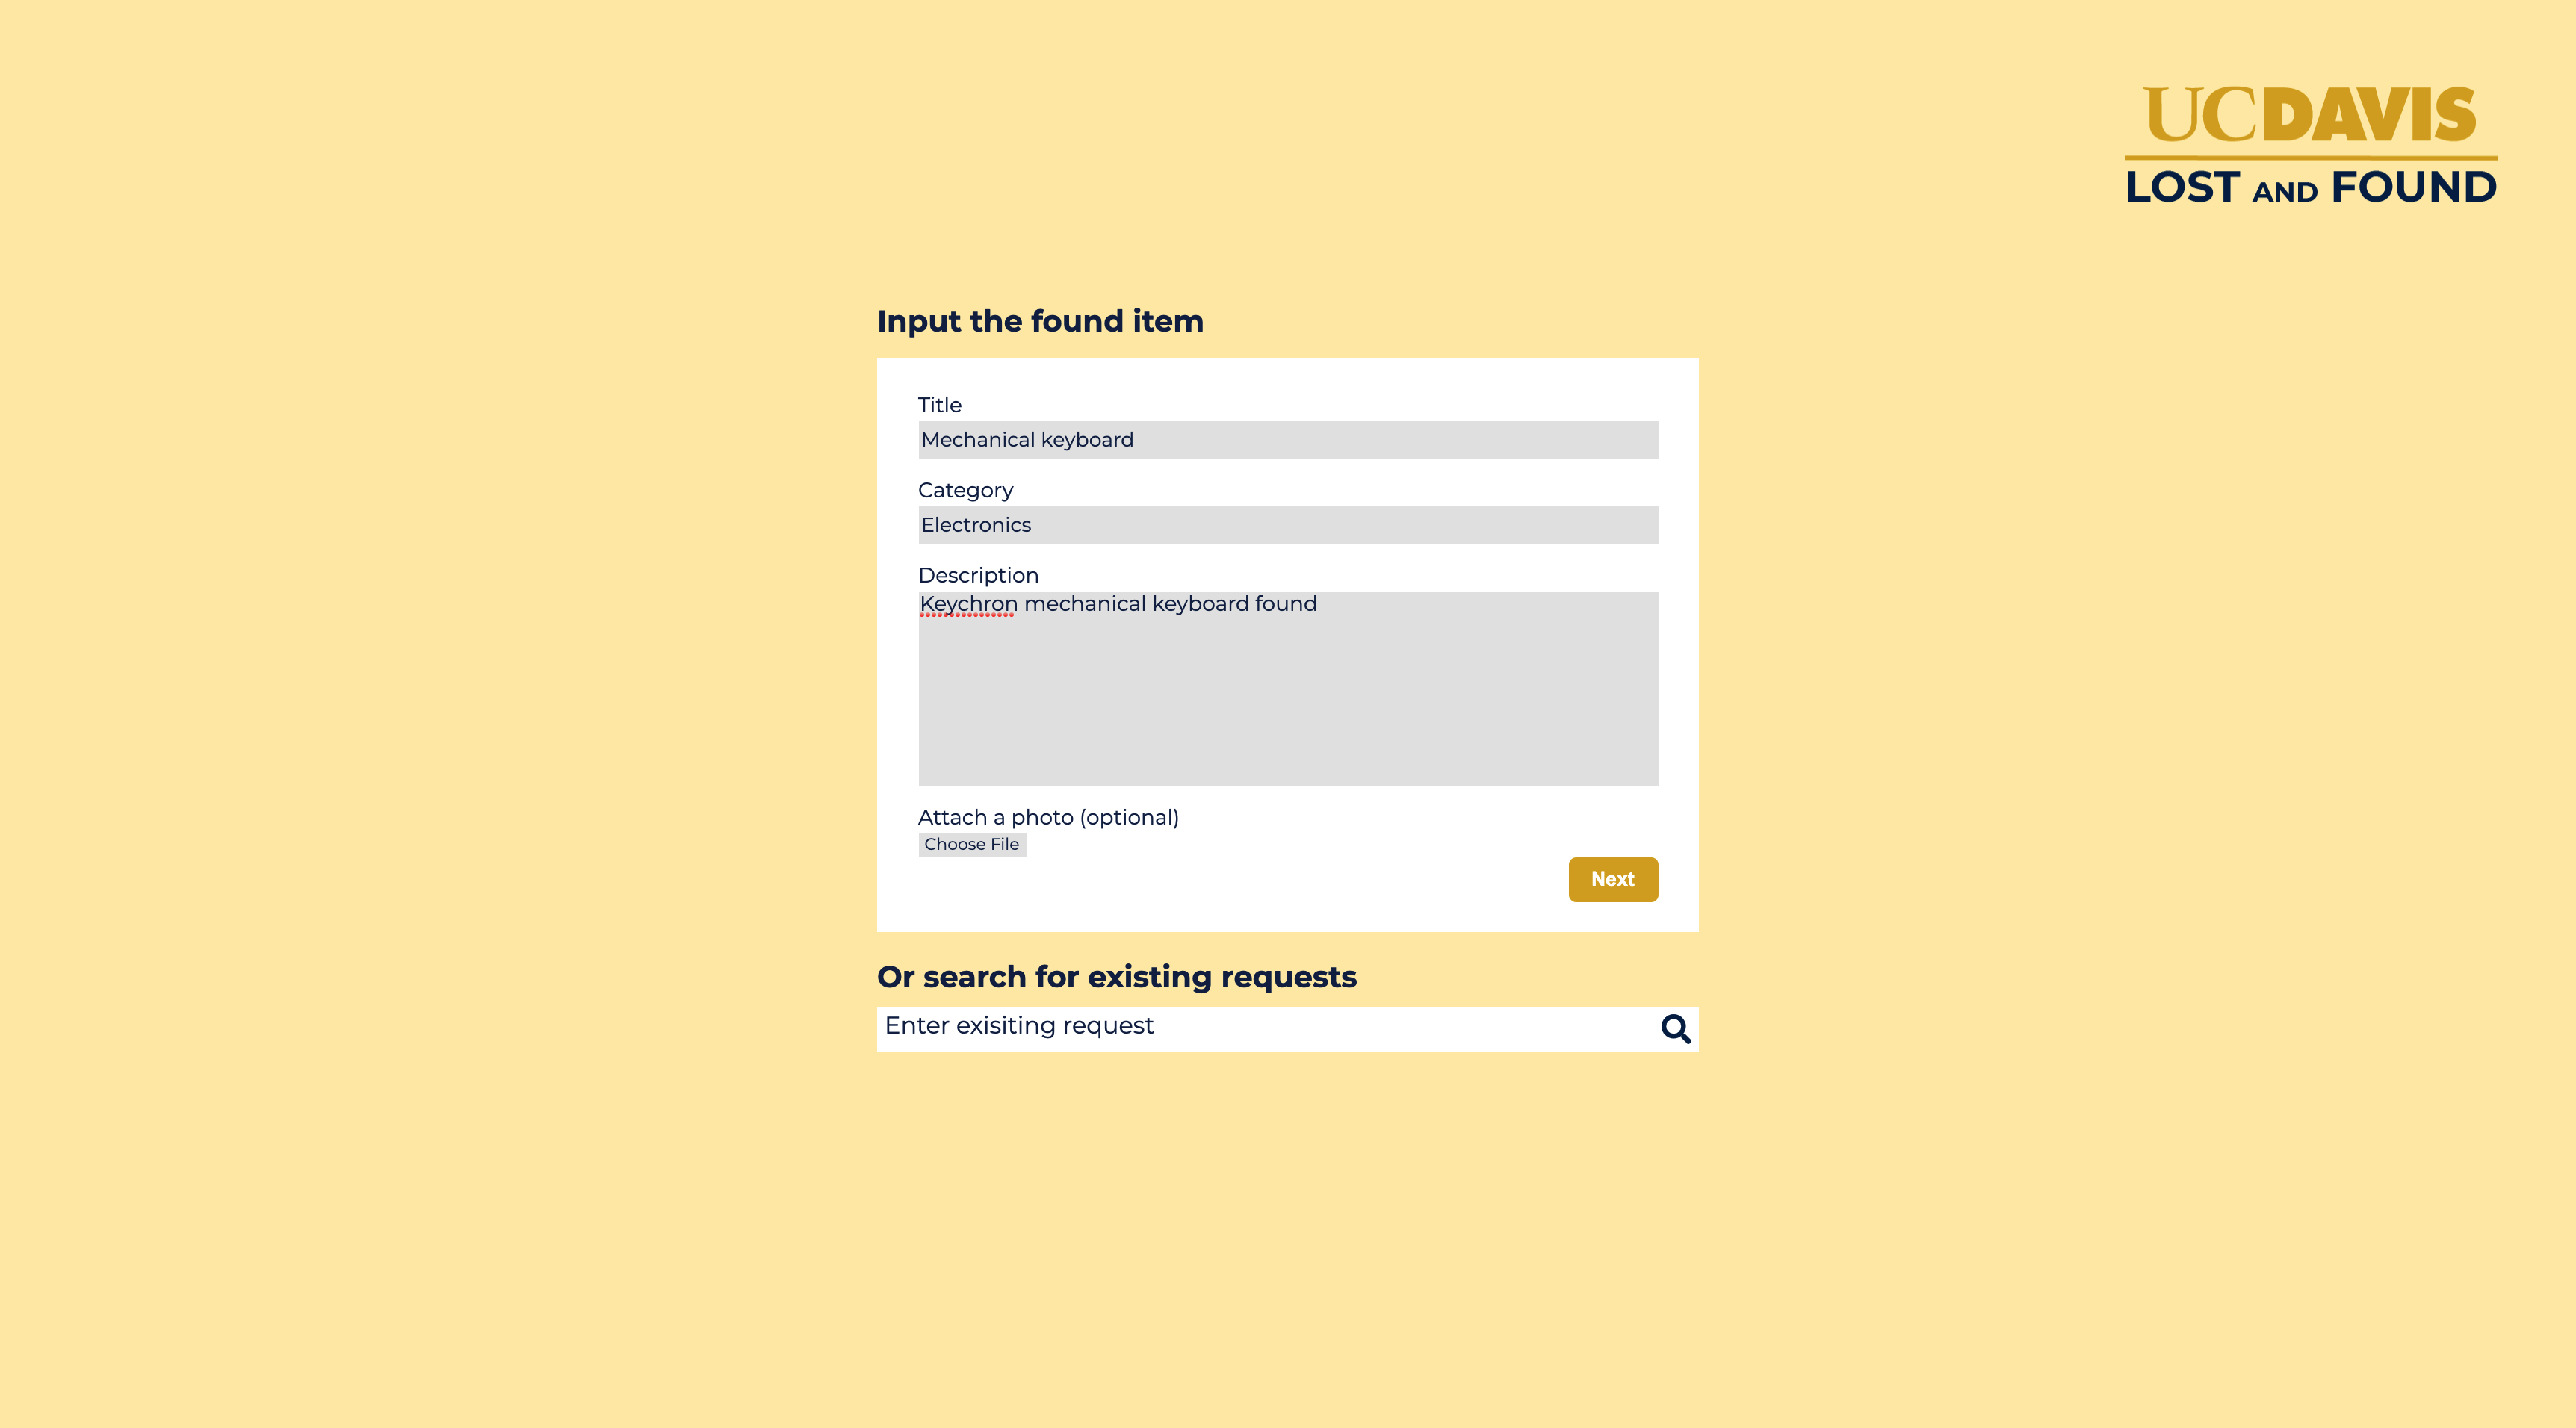 UCDAVIS
LOST AND FOUND
Input the found item
Title
Mechanical keyboard
Category
Electronics
Description
Keychron mechanical keyboard found
Attach a photo (optional)
Choose File
Next
Or search for existing requests
Enter exisiting request